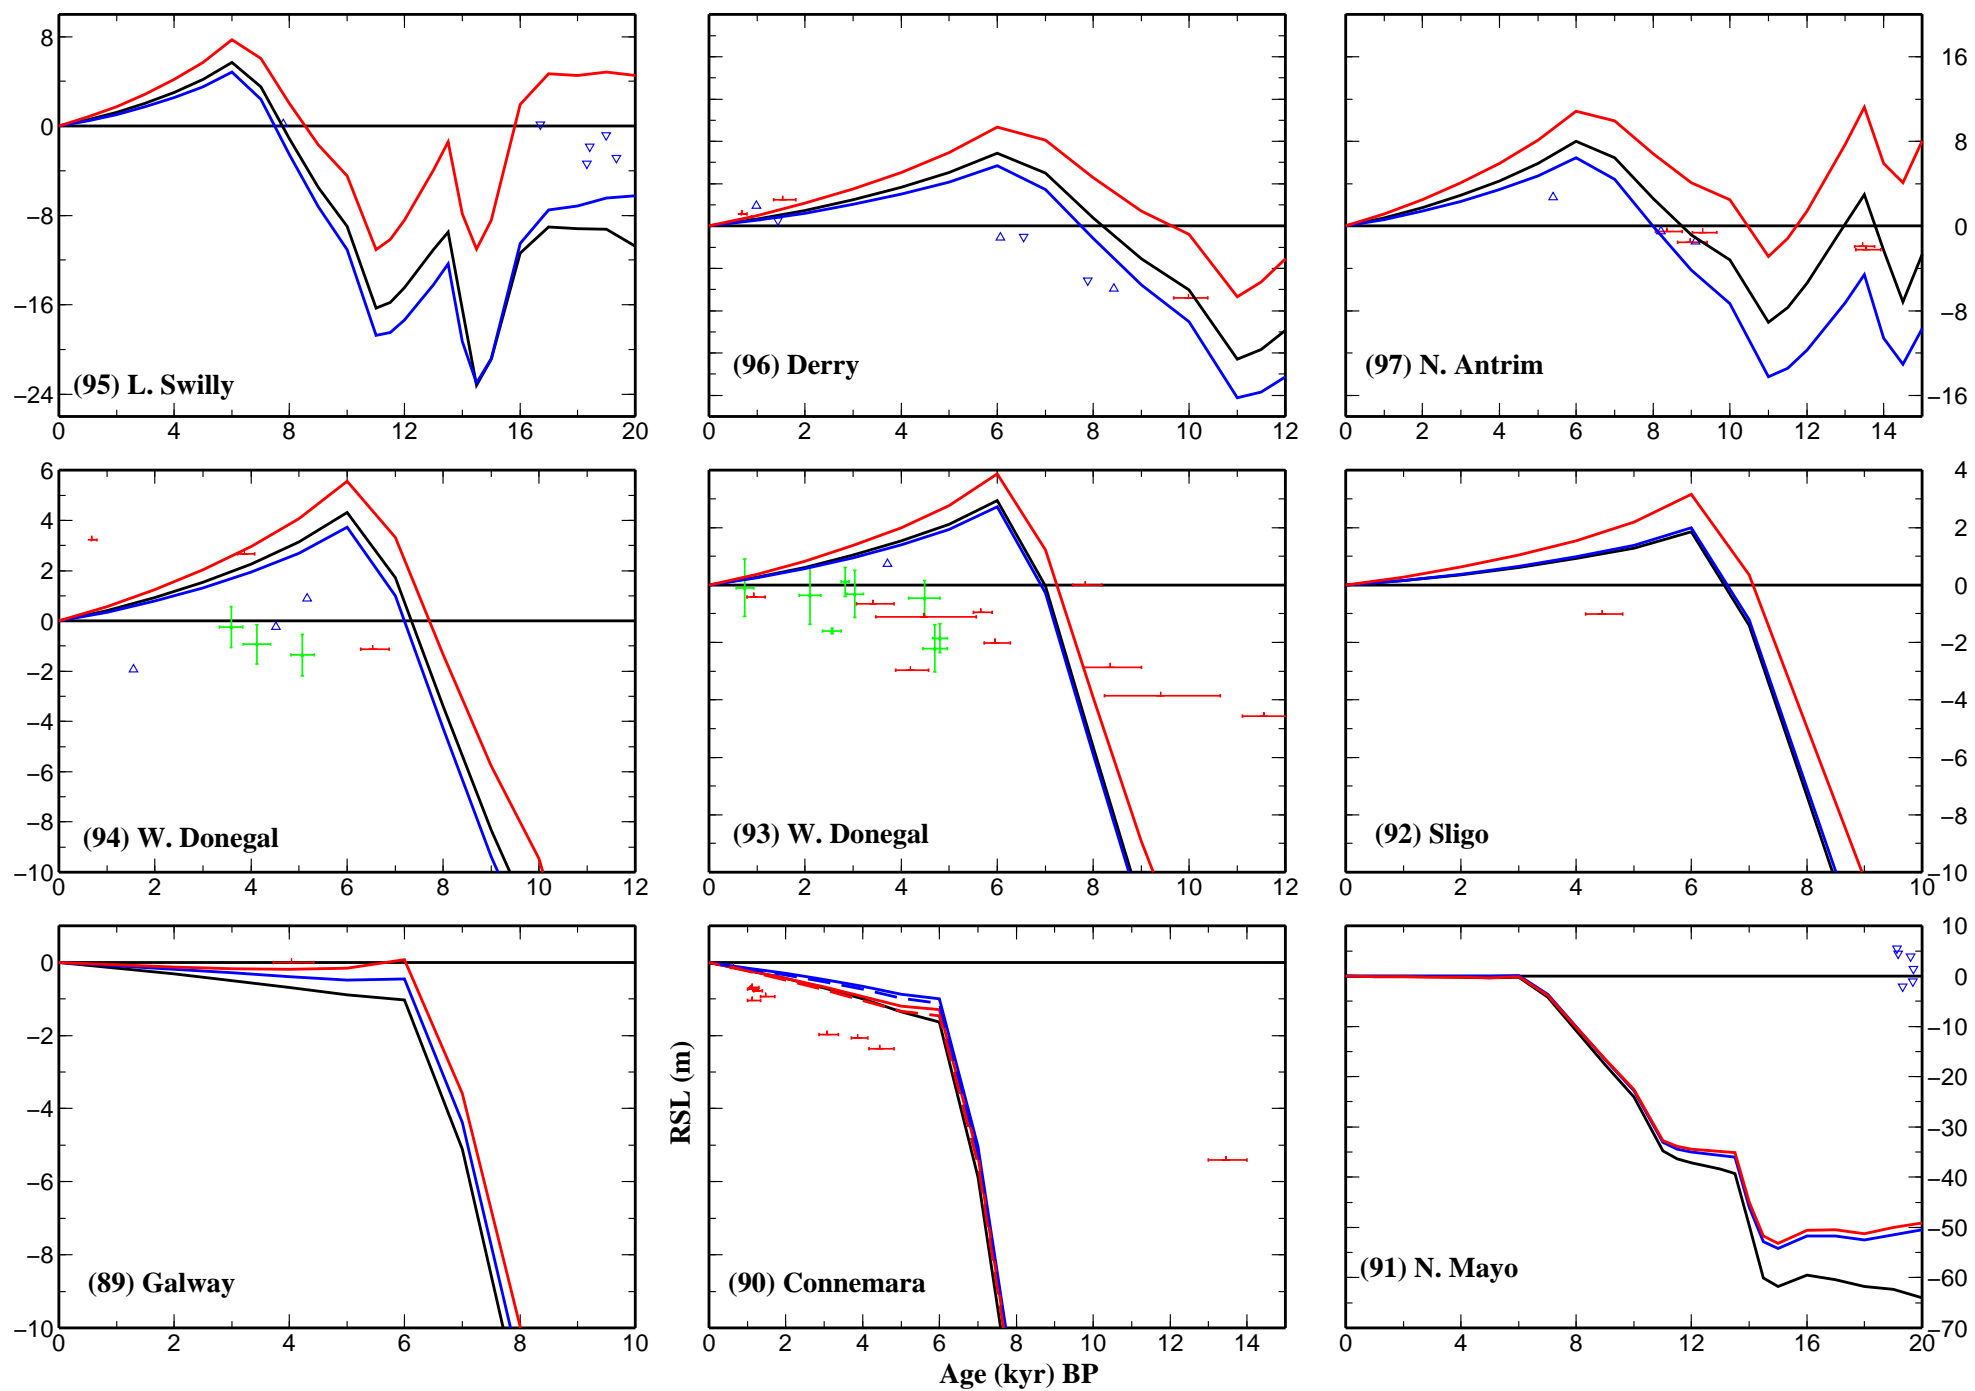 8
0
−8
−16
−24
(95) L. Swilly
0 4 8 12 16 20
(96) Derry
0 2 4 6 8 10 12
16
8
0
−8
−16
(97) N. Antrim
0 2 4 6 8 10 12 14
6
4
2
0
−2
−4
−6
−8
−10
(94) W. Donegal
0 2 4 6 8 10 12
(93) W. Donegal
0 2 4 6 8 10 12
4
2
0
−2
−4
−6
−8
−10
(92) Sligo
0 2 4 6 8 10
0
−2
−4
−6
−8
−10
(89) Galway
0 2 4 6 8 10
RSL (m)
(90) Connemara
0 2 4 6 8 10 12 14
Age (kyr) BP
10
0
−10
−20
−30
−40
−50
−60
−70
(91) N. Mayo
0 4 8 12 16 20